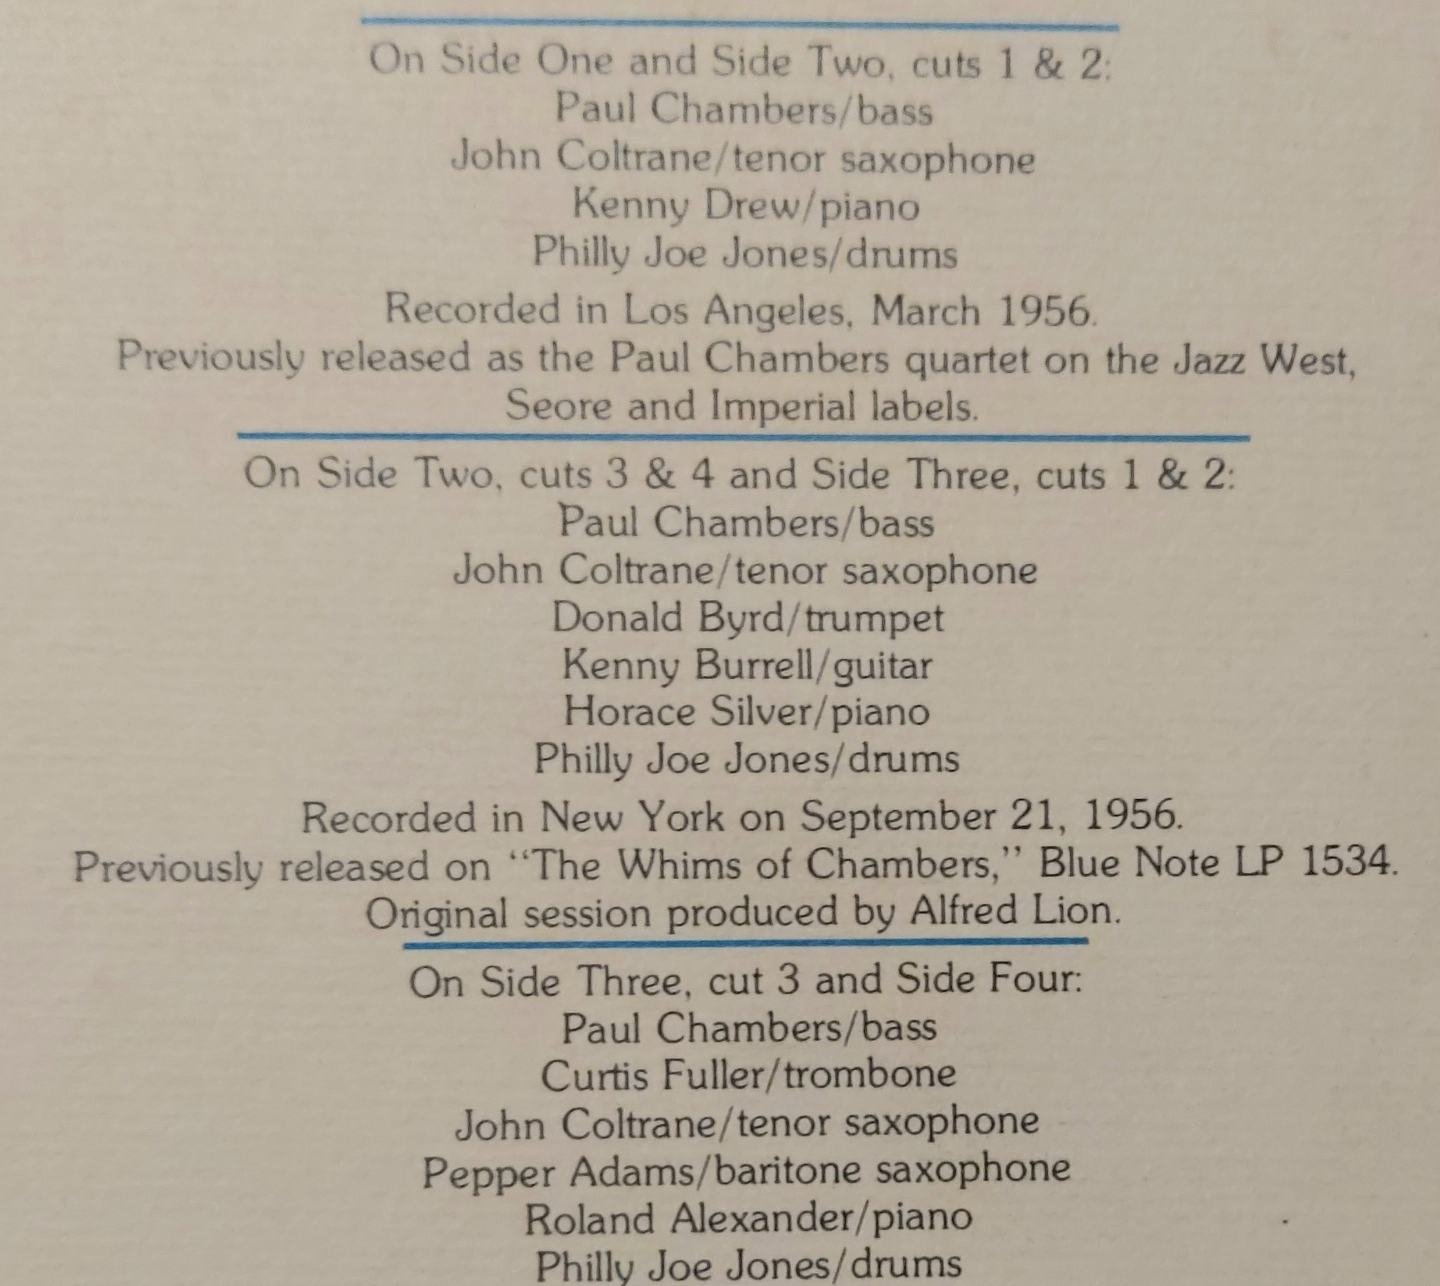 On Side One and Side Two, cuts 1 & 2:
Paul Chambers/bass
John Coltrane/tenor saxophone
Kenny Drew/piano
Philly Joe Jones/drums
Recorded in Los Angeles, March 1956.
Previously released as the Paul Chambers quartet on the Jazz West,
Seore and Imperial labels.
On Side Two, cuts 3 & 4 and Side Three, cuts 1 & 2:
Paul Chambers/bass
John Coltrane/tenor saxophone
Donald Byrd/trumpet
Kenny Burrell/guitar
Horace Silver/piano
Philly Joe Jones/drums
Recorded in New York on September 21, 1956.
Previously released on “The Whims of Chambers,” Blue Note LP 1534.
Original session produced by Alfred Lion.
On Side Three, cut 3 and Side Four:
Paul Chambers/bass
Curtis Fuller/trombone
John Coltrane/tenor saxophone
Pepper Adams/baritone saxophone
Roland Alexander/piano
Philly Joe Jones/drums